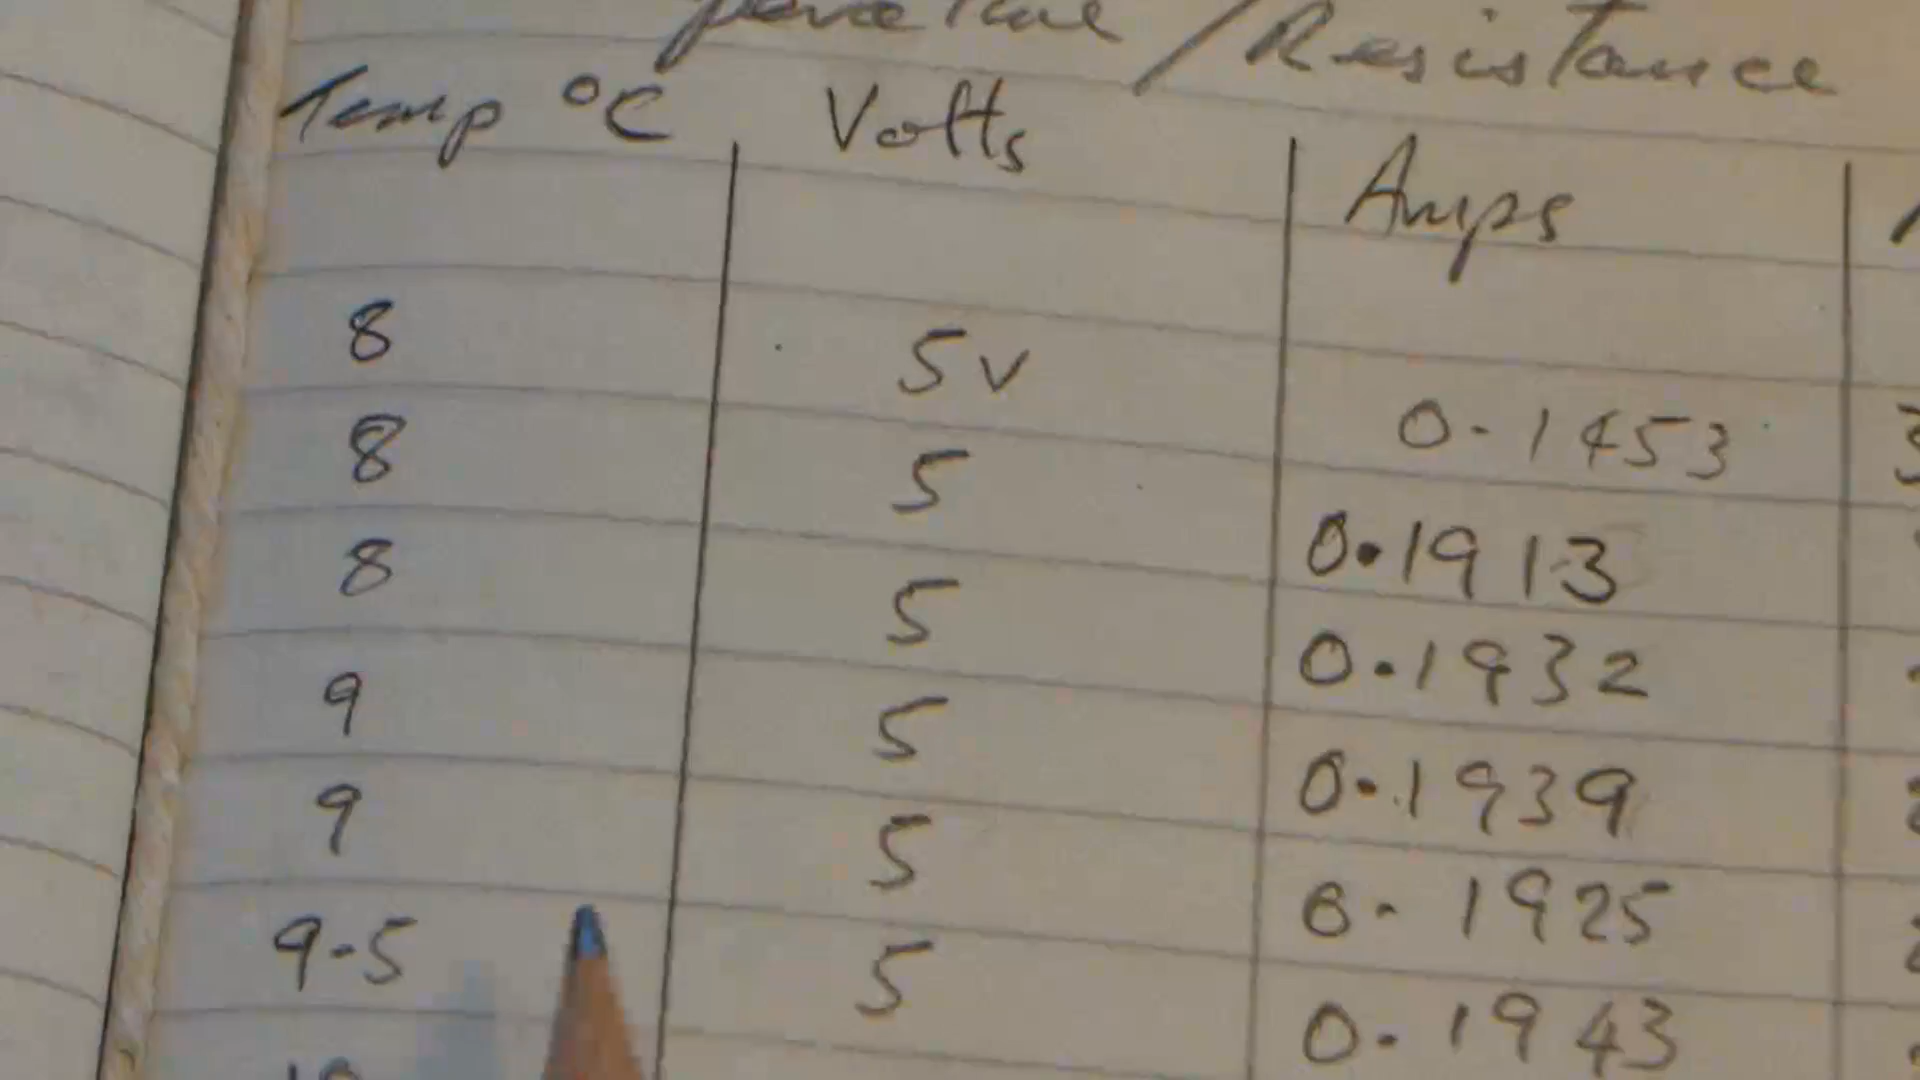 /Resistance
Temp °C Volts Amps
8 5v 0.1453
8 5 0.1913
8 5 0.1932
9 5 0.1939
9 5 0.1925
9.5 5 0.1943
10